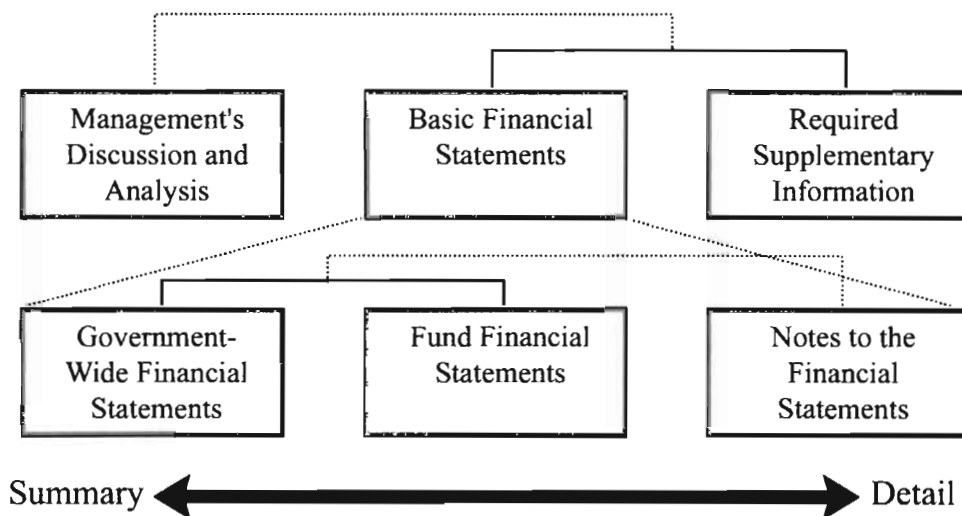 Management's
Discussion and
Analysis
Basic Financial
Statements
Required
Supplementary
Information
Government-
Wide Financial
Statements
Fund Financial
Statements
Notes to the
Financial
Statements
Summary
Detail